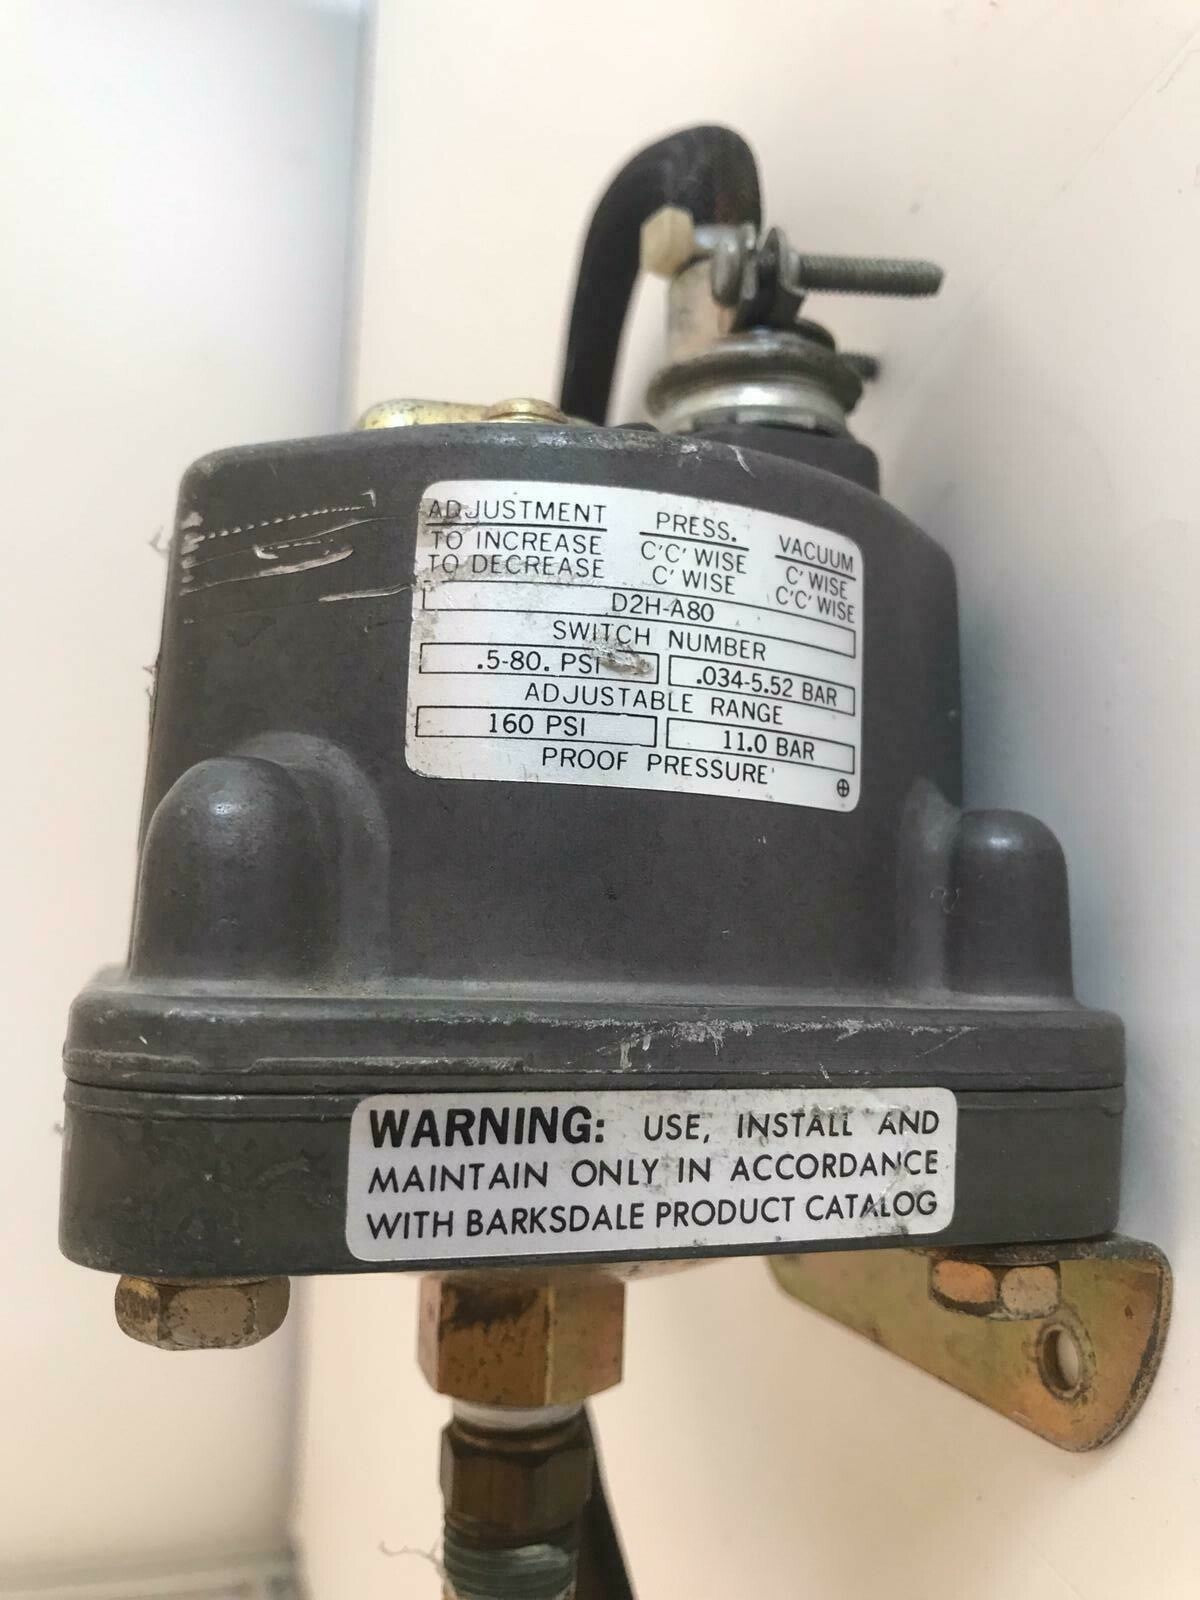 ADJUSTMENT PRESS. VACUUM
TO INCREASE C'C' WISE C' WISE
TO DECREASE C' WISE C'C' WISE
D2H-A80
SWITCH NUMBER
.5-80. PSI .034-5.52 BAR
ADJUSTABLE RANGE
160 PSI 11.0 BAR
PROOF PRESSURE
WARNING: USE, INSTALL AND
MAINTAIN ONLY IN ACCORDANCE
WITH BARKSDALE PRODUCT CATALOG